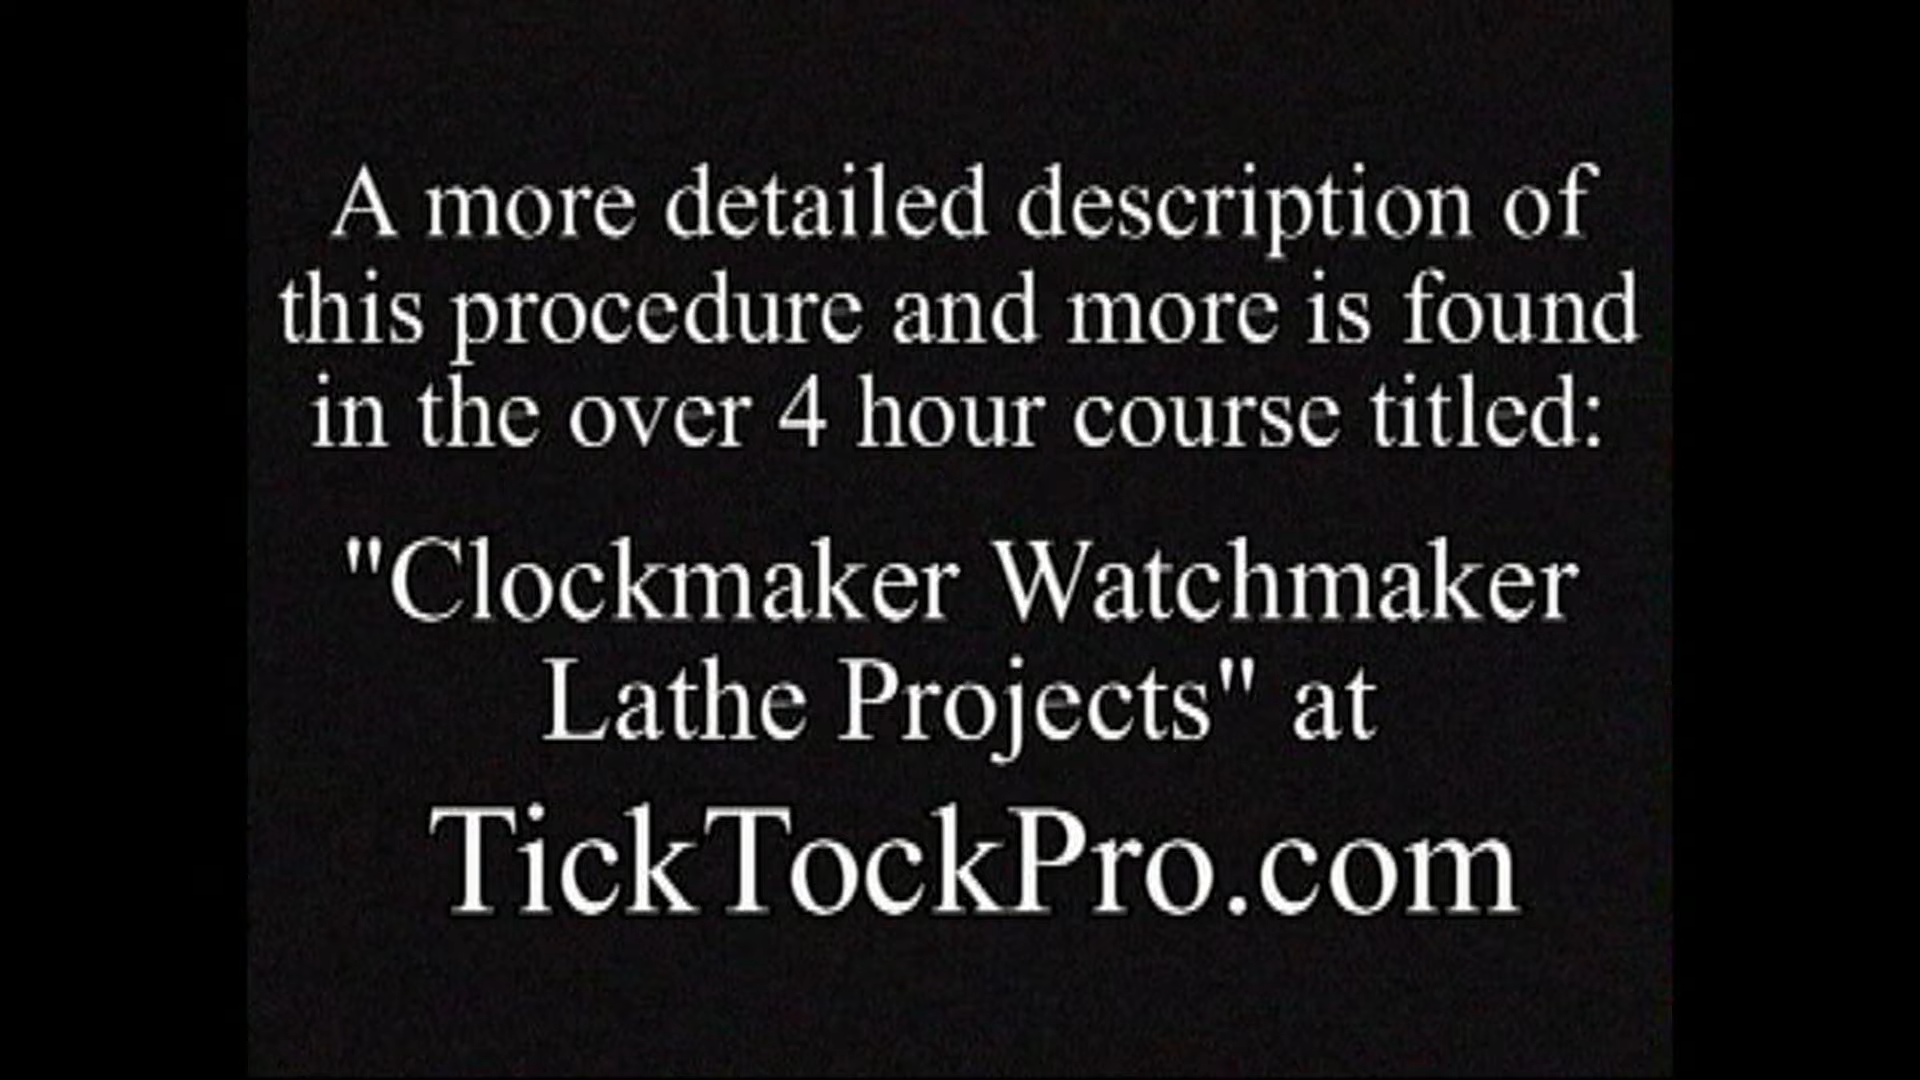 A more detailed description of
this procedure and more is found
in the over 4 hour course titled:
"Clockmaker Watchmaker
Lathe Projects" at
TickTockPro.com